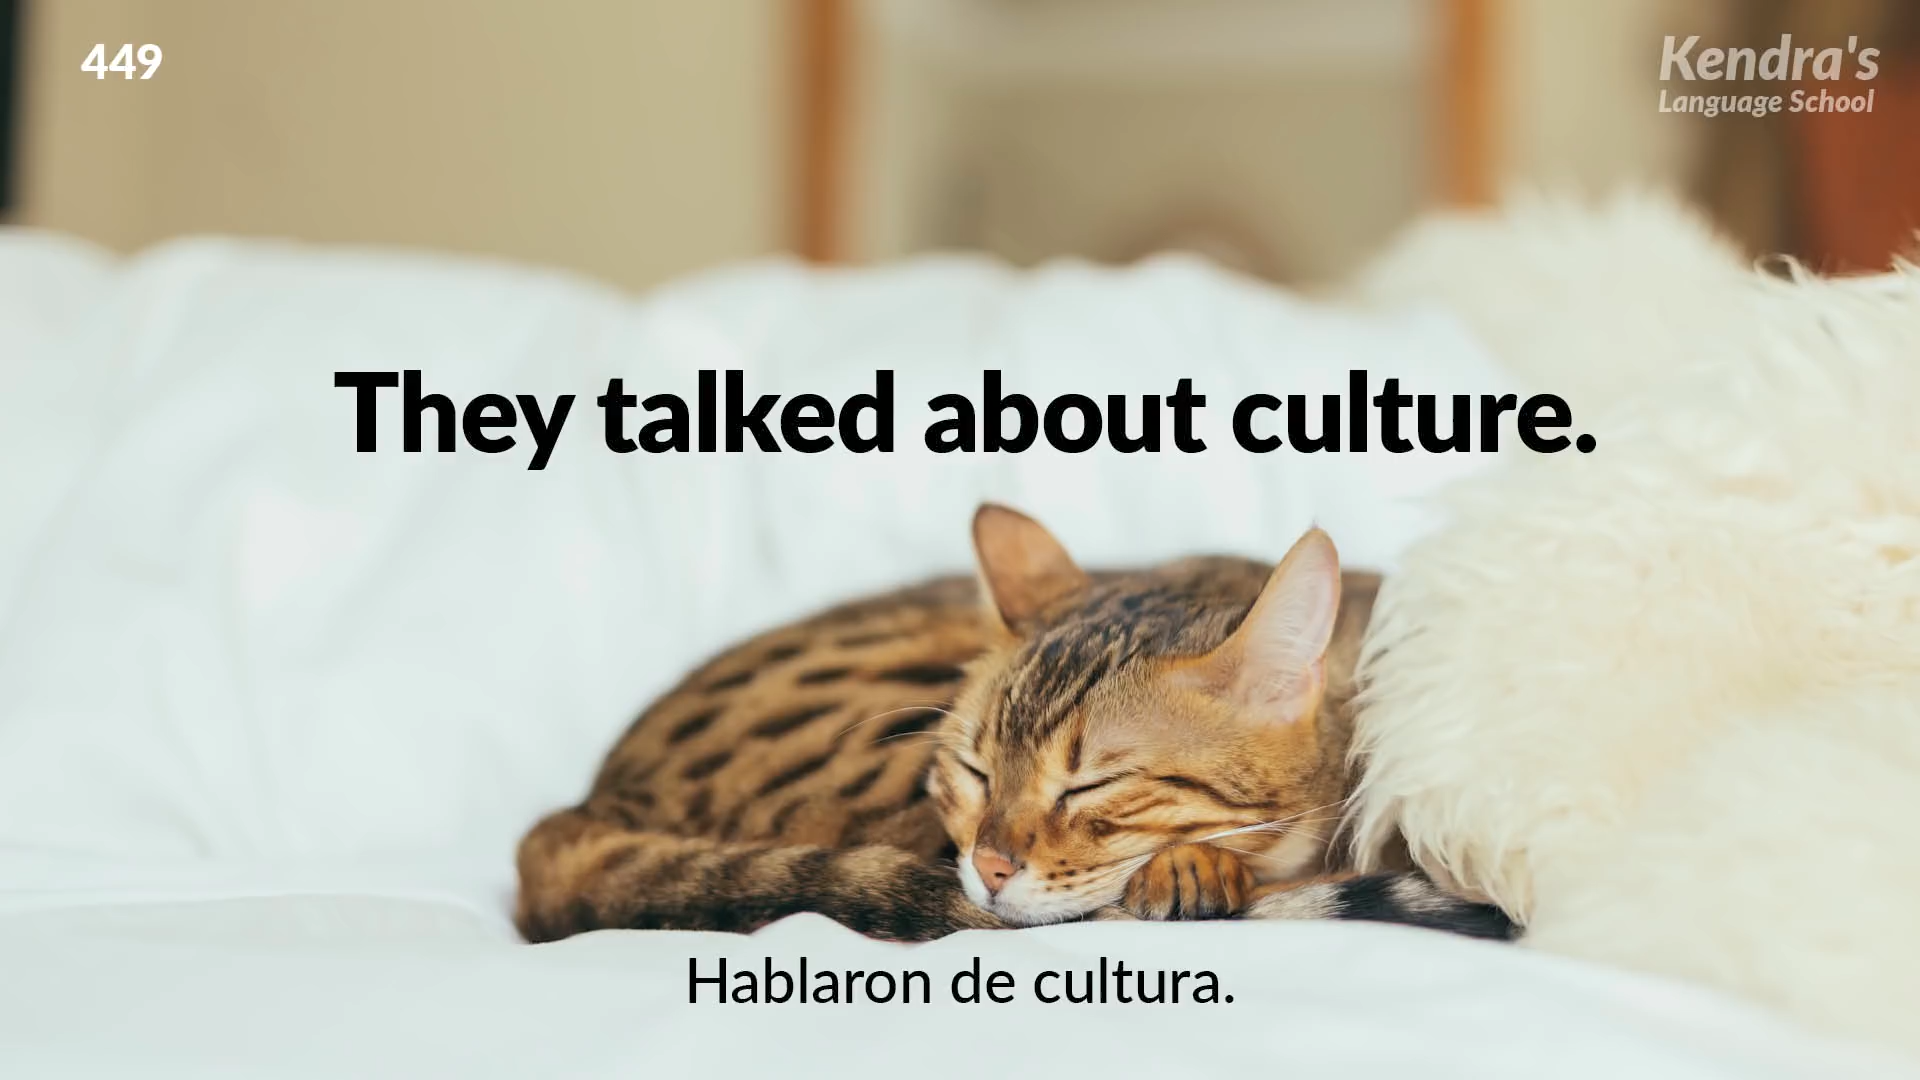 449
Kendra's
Language School
They talked about culture.
Hablaron de cultura.